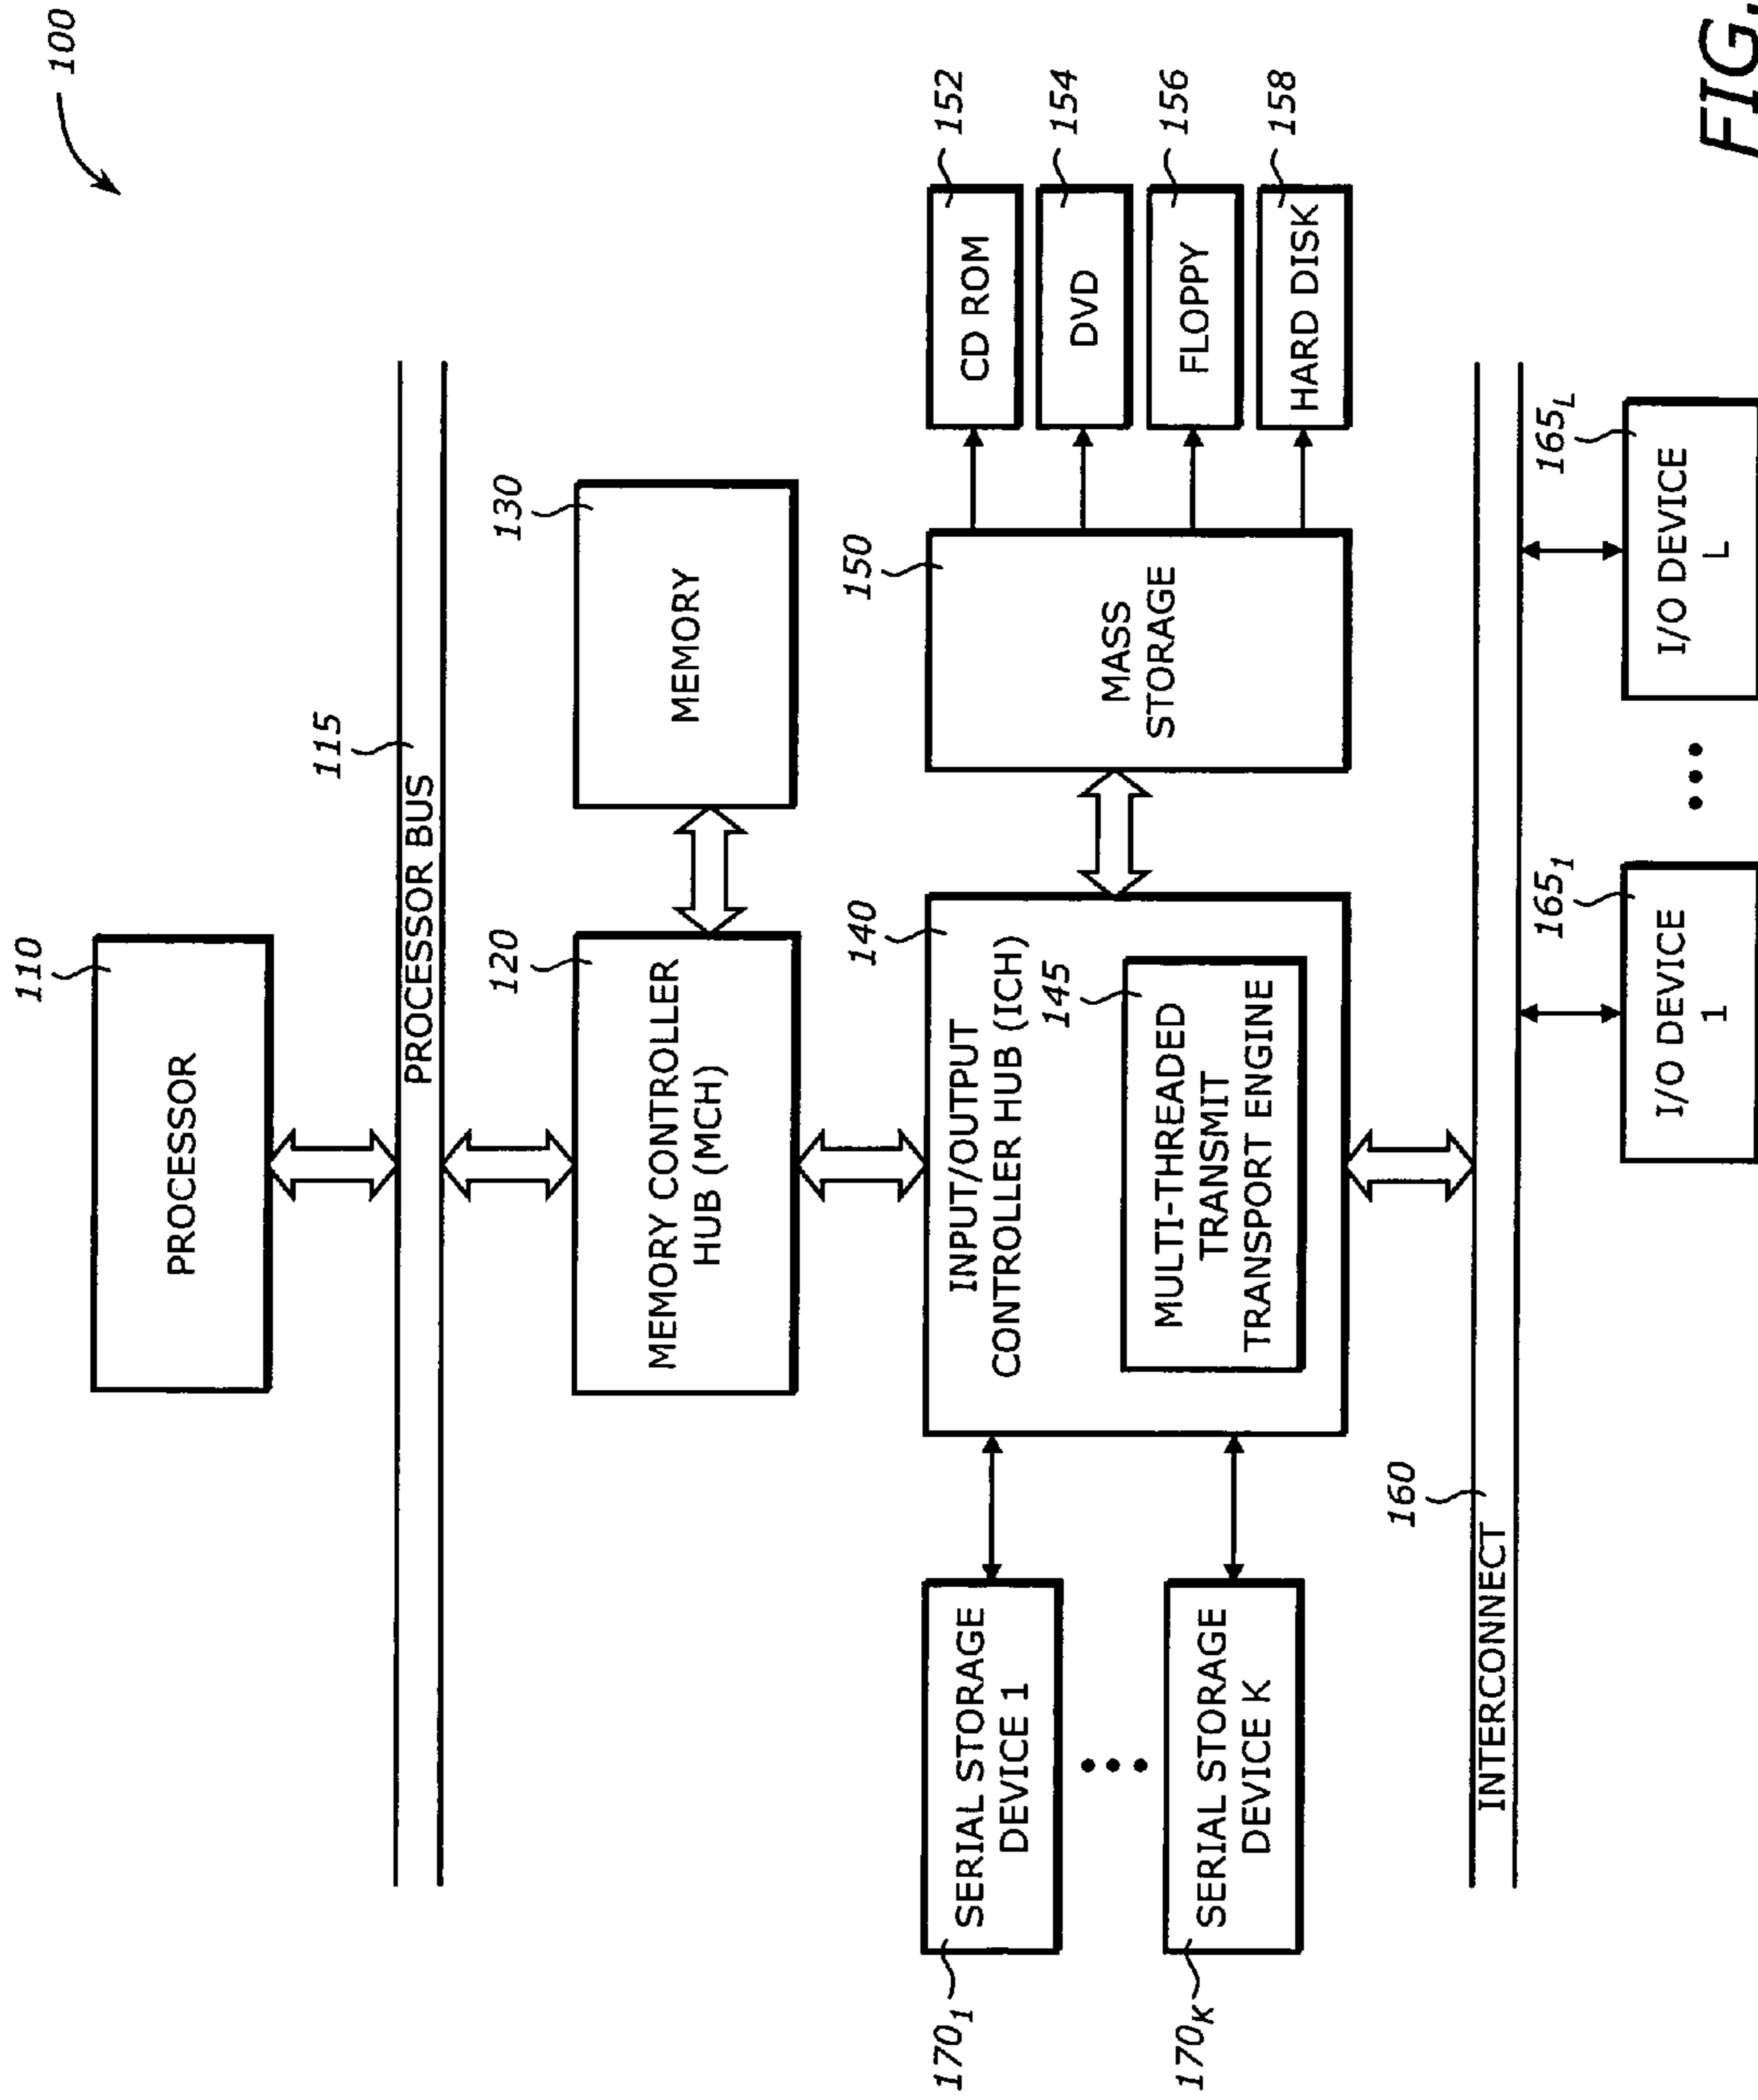 100
110
PROCESSOR
115
PROCESSOR BUS
120
MEMORY CONTROLLER
HUB (MCH)
130
MEMORY
140
INPUT/OUTPUT
CONTROLLER HUB (ICH)
145
MULTI-THREADED
TRANSMIT
TRANSPORT ENGINE
150
MASS
STORAGE
CD ROM
152
DVD
154
FLOPPY
156
HARD DISK
158
170₁
SERIAL STORAGE
DEVICE 1
170K
SERIAL STORAGE
DEVICE K
160
INTERCONNECT
165₁
I/O DEVICE
1
165L
I/O DEVICE
L
FIG.